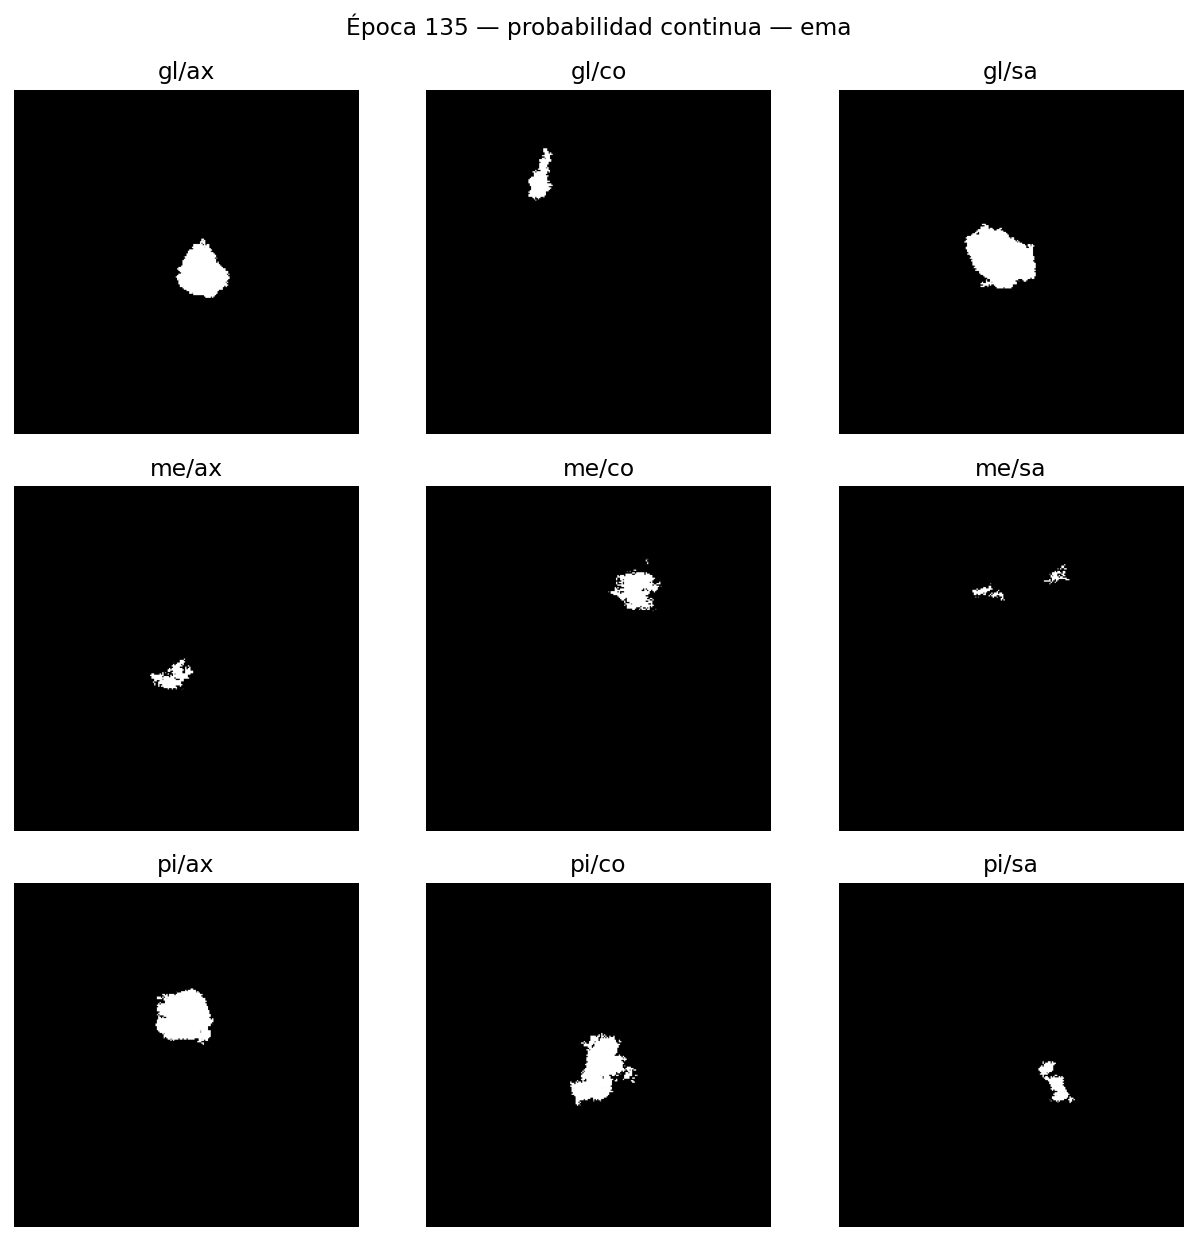 Época 135 — probabilidad continua — ema
gl/ax
gl/co
gl/sa
me/ax
me/co
me/sa
pi/ax
pi/co
pi/sa